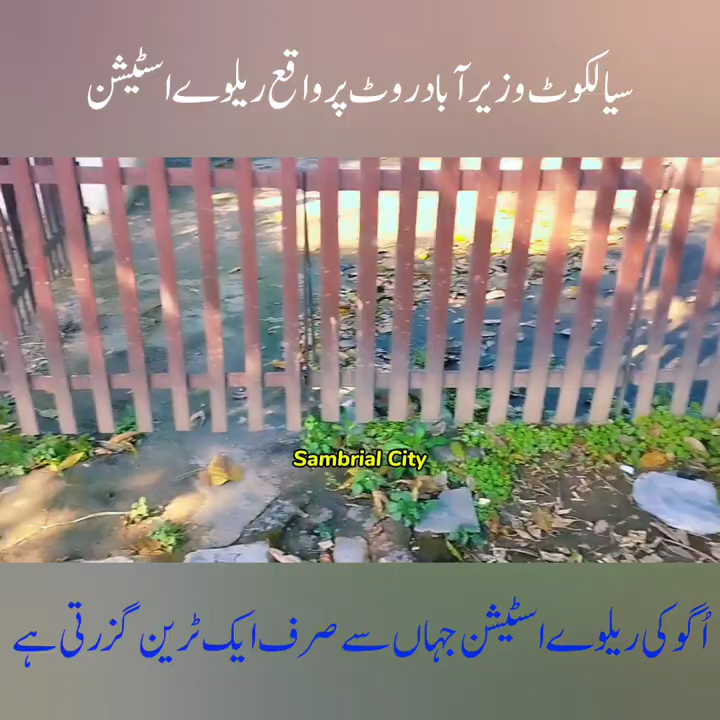 سیالکوٹ وزیر آباد روٹ پر واقع ریلوے اسٹیشن
Sambrial City
اُگوکی ریلوے اسٹیشن جہاں سے صرف ایک ٹرین گزرتی ہے